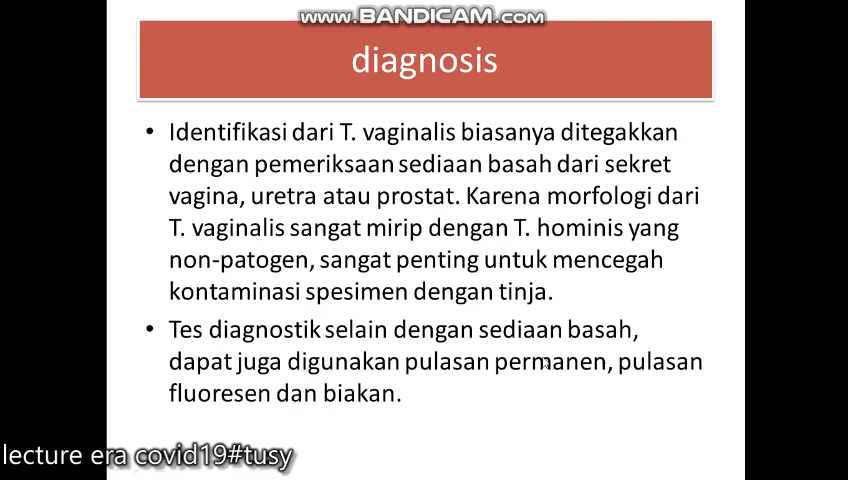 www.BANDICAM.com
diagnosis
• Identifikasi dari T. vaginalis biasanya ditegakkan
dengan pemeriksaan sediaan basah dari sekret
vagina, uretra atau prostat. Karena morfologi dari
T. vaginalis sangat mirip dengan T. hominis yang
non-patogen, sangat penting untuk mencegah
kontaminasi spesimen dengan tinja.
• Tes diagnostik selain dengan sediaan basah,
dapat juga digunakan pulasan permanen, pulasan
fluoresen dan biakan.
lecture era covid19#tusy